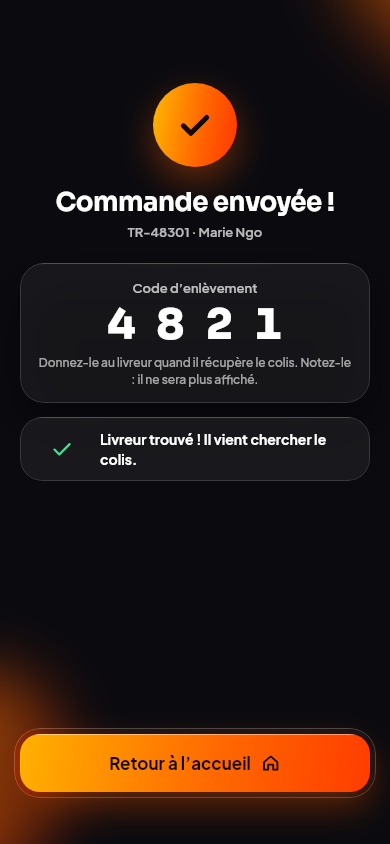 Commande envoyée !
TR-48301 · Marie Ngo
Code d’enlèvement
4 8 2 1
Donnez-le au livreur quand il récupère le colis. Notez-le
: il ne sera plus affiché.
Livreur trouvé ! Il vient chercher le
colis.
Retour à l’accueil